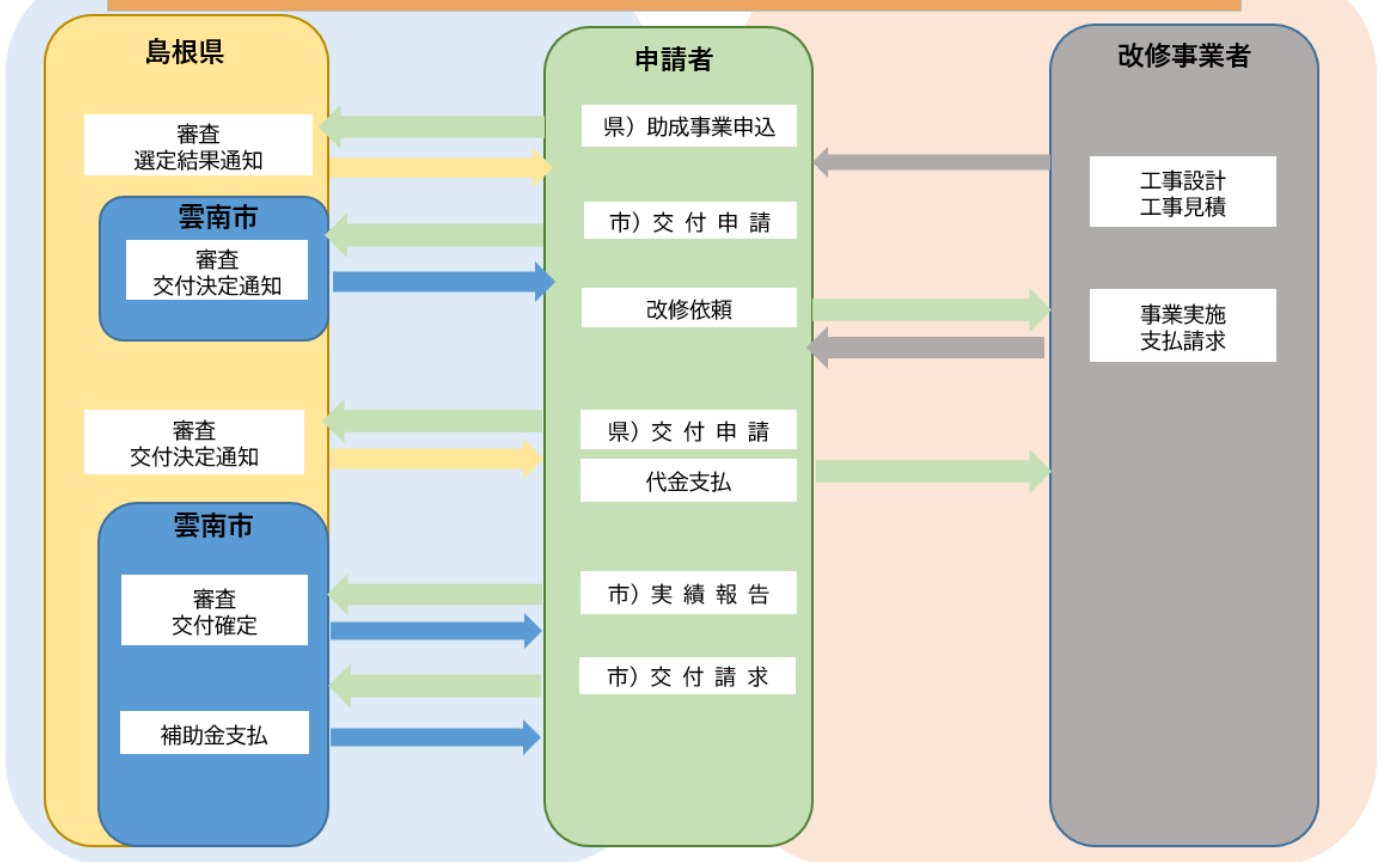 島根県
審査
選定結果通知
雲南市
審査
交付決定通知
審査
交付決定通知
雲南市
審査
交付確定
補助金支払
申請者
県）助成事業申込
市）交 付 申 請
改修依頼
県）交 付 申 請
代金支払
市）実 績 報 告
市）交 付 請 求
改修事業者
工事設計
工事見積
事業実施
支払請求